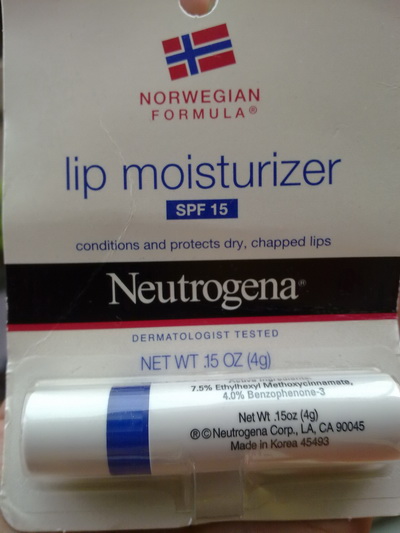 NORWEGIAN
FORMULA®
lip moisturizer
SPF 15
conditions and protects dry, chapped lips
Neutrogena®
DERMATOLOGIST TESTED
NET WT .15 OZ (4g)
Active Ingredients:
7.5% Ethylhexyl Methoxycinnamate,
4.0% Benzophenone-3
Net Wt .15oz (4g)
®©Neutrogena Corp., LA, CA 90045
Made in Korea 45493